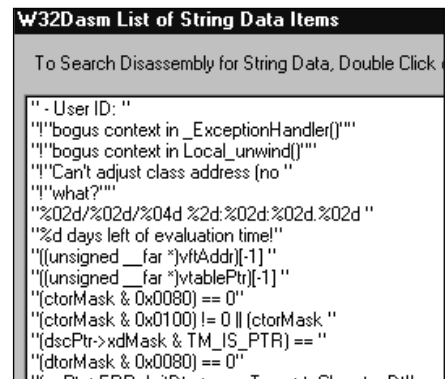 W32Dasm List of String Data Items
To Search Disassembly for String Data, Double Click
" - User ID: "
"!"bogus context in _ExceptionHandler()""
"!"bogus context in Local_unwind()""
"!"Can't adjust class address (no "
"!"what?""
"%02d/%02d/%04d %2d:%02d:%02d.%02d "
"%d days left of evaluation time!"
"((unsigned __far *)vftAddr)[-1] "
"((unsigned __far *)vtablePtr)[-1] "
"(ctorMask & 0x0080) == 0"
"(ctorMask & 0x0100) != 0 || (ctorMask "
"(dscPtr->xdMask & TM_IS_PTR) == "
"(dtorMask & 0x0080) == 0"